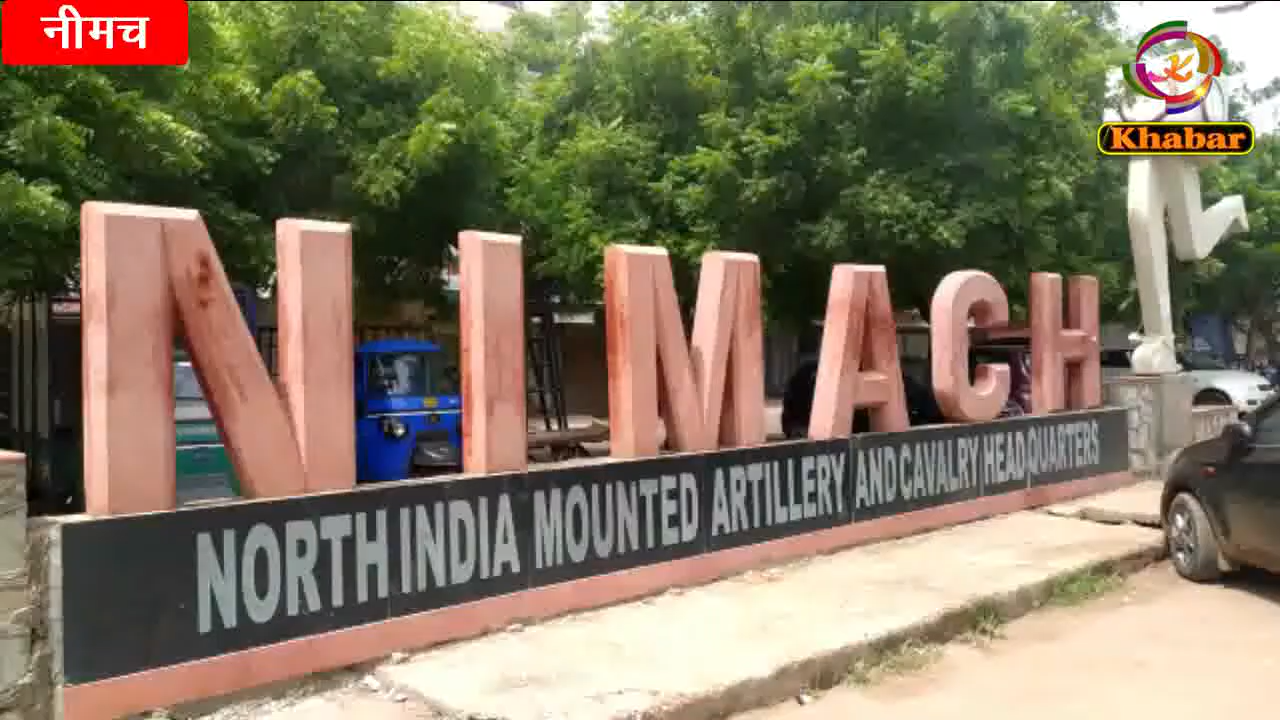 नीमच
K
Khabar
NIMACH
NORTH INDIA MOUNTED ARTILLERY AND CAVALRY HEADQUARTERS